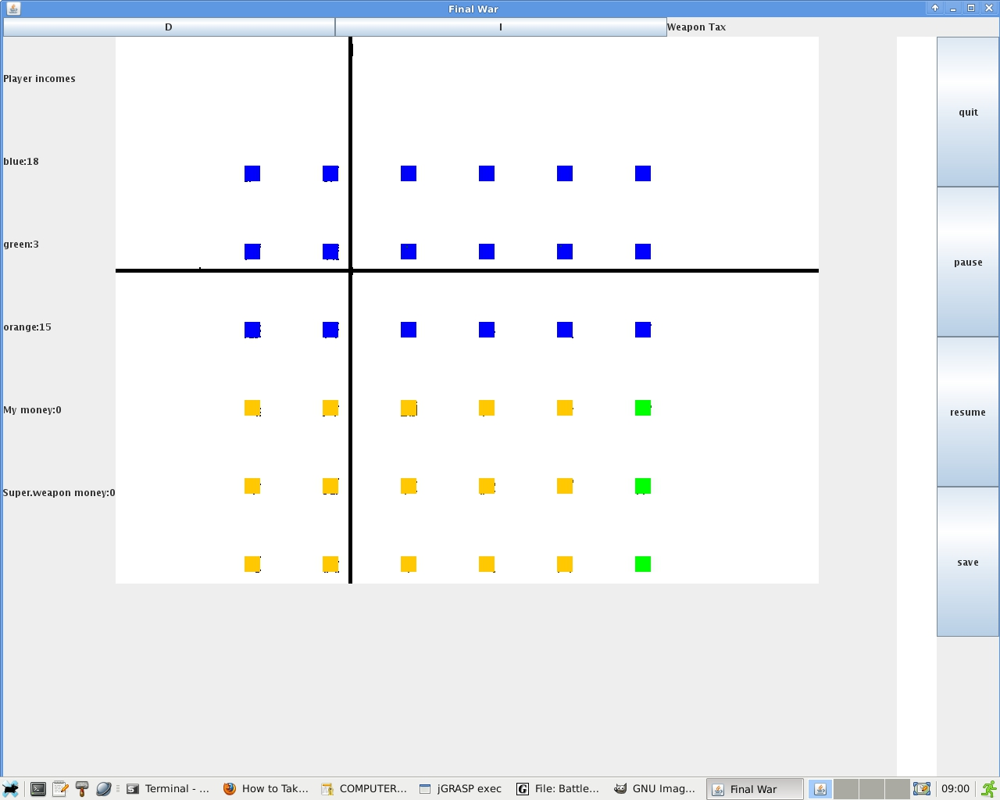 Final War
D
I
Weapon Tax
Player incomes
blue:18
green:3
orange:15
My money:0
Super.weapon money:0
quit
pause
resume
save
Terminal - ...
How to Tak...
COMPUTER...
jGRASP exec
File: Battle...
GNU Imag...
Final War
09:00